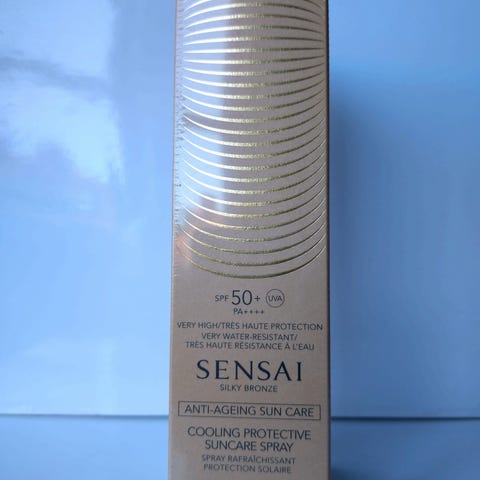 SPF 50+ UVA
PA++++
VERY HIGH/TRÈS HAUTE PROTECTION
VERY WATER-RESISTANT/
TRÈS HAUTE RÉSISTANCE À L'EAU
SENSAI
SILKY BRONZE
ANTI-AGEING SUN CARE
COOLING PROTECTIVE
SUNCARE SPRAY
SPRAY RAFRAÎCHISSANT
PROTECTION SOLAIRE